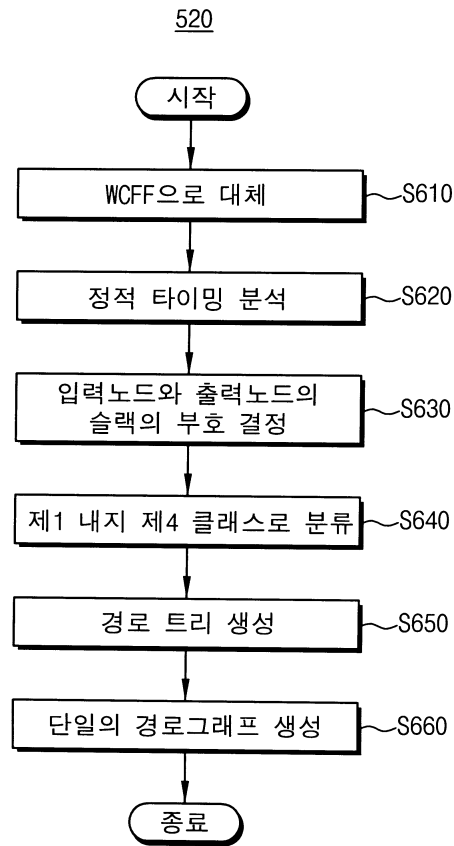 520
시작
WCFF으로 대체
S610
정적 타이밍 분석
S620
입력노드와 출력노드의
슬랙의 부호 결정
S630
제1 내지 제4 클래스로 분류
S640
경로 트리 생성
S650
단일의 경로그래프 생성
S660
종료